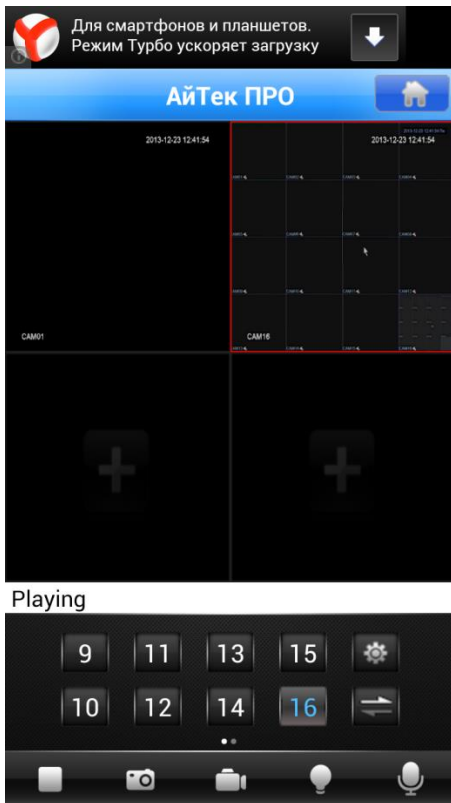 Для смартфонов и планшетов.
Режим Турбо ускоряет загрузку
АйТек ПРО
2013-12-23 12:41:54
2013-12-23 12:41:54
CAM01
CAM16
Playing
9 11 13 15
10 12 14 16